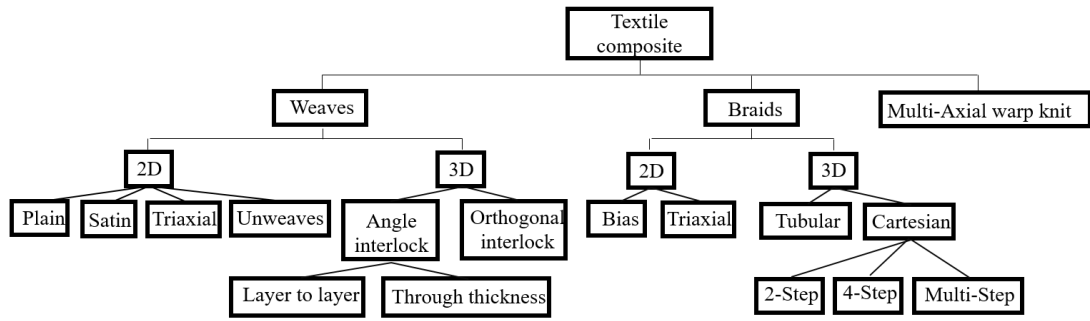 Textile
composite
Weaves
Braids
Multi-Axial warp knit
2D
3D
2D
3D
Plain
Satin
Triaxial
Unweaves
Angle
interlock
Orthogonal
interlock
Bias
Triaxial
Tubular
Cartesian
Layer to layer
Through thickness
2-Step
4-Step
Multi-Step